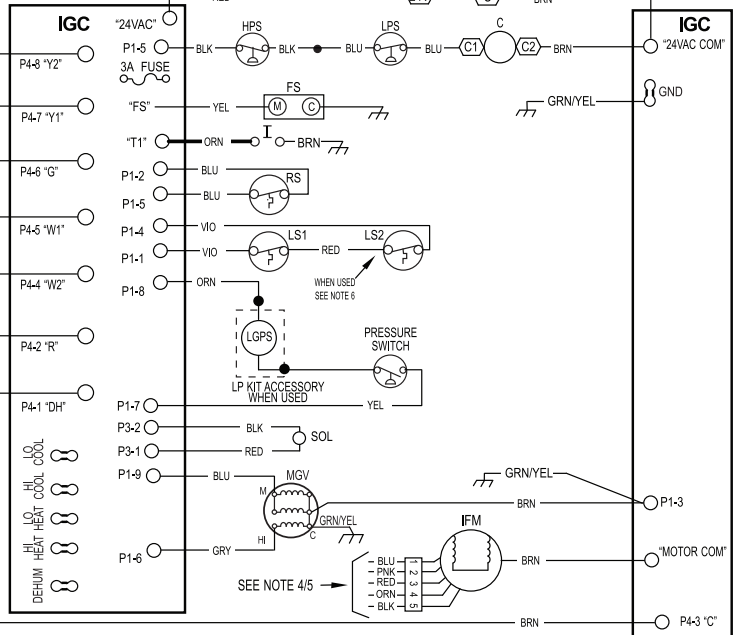 BRN
IGC
"24VAC"
HPS
LPS
C
IGC
P1-5
BLK
BLK
BLU
BLU
C1
C2
BRN
"24VAC COM"
P4-8 "Y2"
3A FUSE
FS
GND
P4-7 "Y1"
"FS"
YEL
M
C
GRN/YEL
"T1"
ORN
BRN
P4-6 "G"
P1-2
BLU
RS
P1-5
BLU
P4-5 "W1"
P1-4
VIO
LS1
RED
LS2
P1-1
VIO
P4-4 "W2"
P1-8
ORN
WHEN USED
SEE NOTE 6
P4-2 "R"
LGPS
PRESSURE
SWITCH
LP KIT ACCESSORY
WHEN USED
P4-1 "DH"
P1-7
YEL
P3-2
BLK
SOL
P3-1
RED
LO
COOL
P1-9
BLU
M
MGV
GRN/YEL
HI
COOL
BRN
P1-3
LO
HEAT
GRN/YEL
IFM
HI
C
HI
HEAT
P1-6
GRY
BRN
"MOTOR COM"
DEHUM
SEE NOTE 4/5
BLU 1
PNK 2
RED 3
ORN 4
BLK 5
BRN
P4-3 "C"